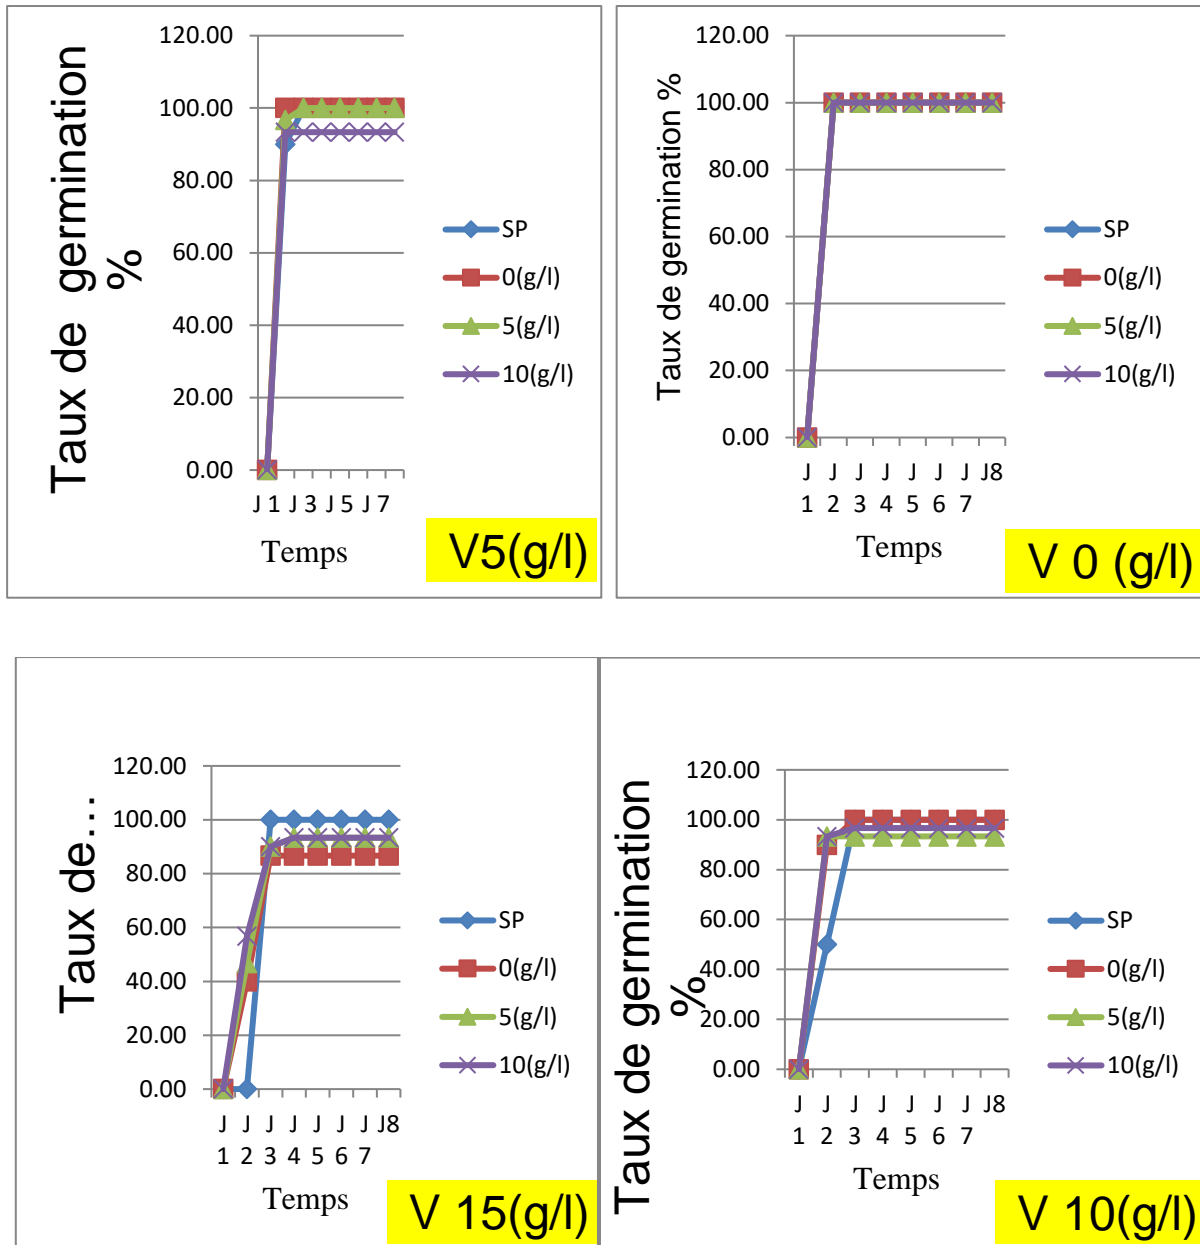 Taux de germination
%
120.00
100.00
80.00
60.00
40.00
20.00
0.00
J 1 J 3 J 5 J 7
Temps
SP
0(g/l)
5(g/l)
10(g/l)
V5(g/l)
Taux de germination %
120.00
100.00
80.00
60.00
40.00
20.00
0.00
J J J J J J J J8
1 2 3 4 5 6 7
Temps
SP
0(g/l)
5(g/l)
10(g/l)
V 0 (g/l)
Taux de...
120.00
100.00
80.00
60.00
40.00
20.00
0.00
J J J J J J J J8
1 2 3 4 5 6 7
Temps
SP
0(g/l)
5(g/l)
10(g/l)
V 15(g/l)
Taux de germination
%
120.00
100.00
80.00
60.00
40.00
20.00
0.00
J J J J J J J J8
1 2 3 4 5 6 7
Temps
SP
0(g/l)
5(g/l)
10(g/l)
V 10(g/l)